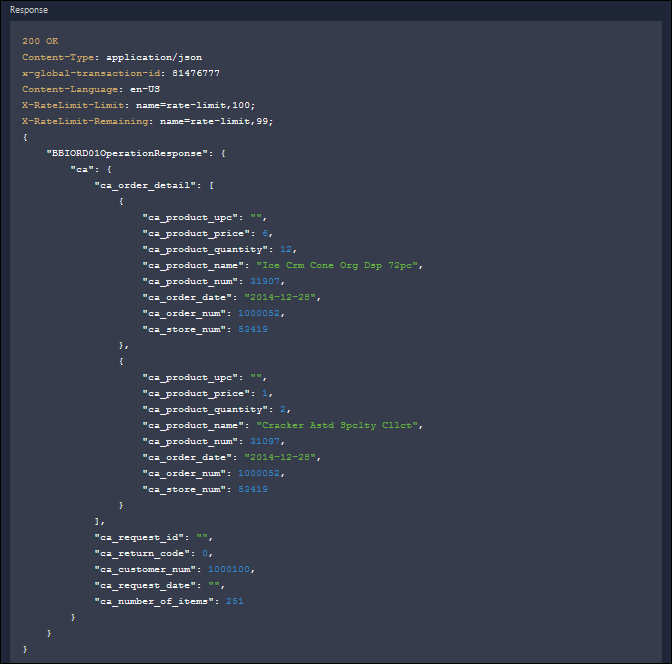 Response
200 OK
Content-Type: application/json
x-global-transaction-id: 81476777
Content-Language: en-US
X-RateLimit-Limit: name=rate-limit,100;
X-RateLimit-Remaining: name=rate-limit,99;
{
"BBIORD01OperationResponse": {
"ca": {
"ca_order_detail": [
{
"ca_product_upc": "",
"ca_product_price": 6,
"ca_product_quantity": 12,
"ca_product_name": "Ice Crm Cone Org Dsp 72pc",
"ca_product_num": 31907,
"ca_order_date": "2014-12-28",
"ca_order_num": 1000052,
"ca_store_num": 53419
},
{
"ca_product_upc": "",
"ca_product_price": 1,
"ca_product_quantity": 2,
"ca_product_name": "Cracker Astd Spclty Cllct",
"ca_product_num": 31097,
"ca_order_date": "2014-12-28",
"ca_order_num": 1000052,
"ca_store_num": 53419
}
],
"ca_request_id": "",
"ca_return_code": 0,
"ca_customer_num": 1000100,
"ca_request_date": "",
"ca_number_of_items": 251
}
}
}